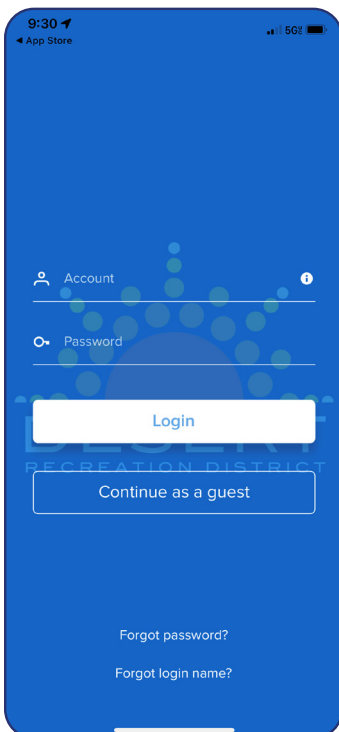 9:30
5G
◀ App Store
Account
Password
Login
DESERT
RECREATION DISTRICT
Continue as a guest
Forgot password?
Forgot login name?